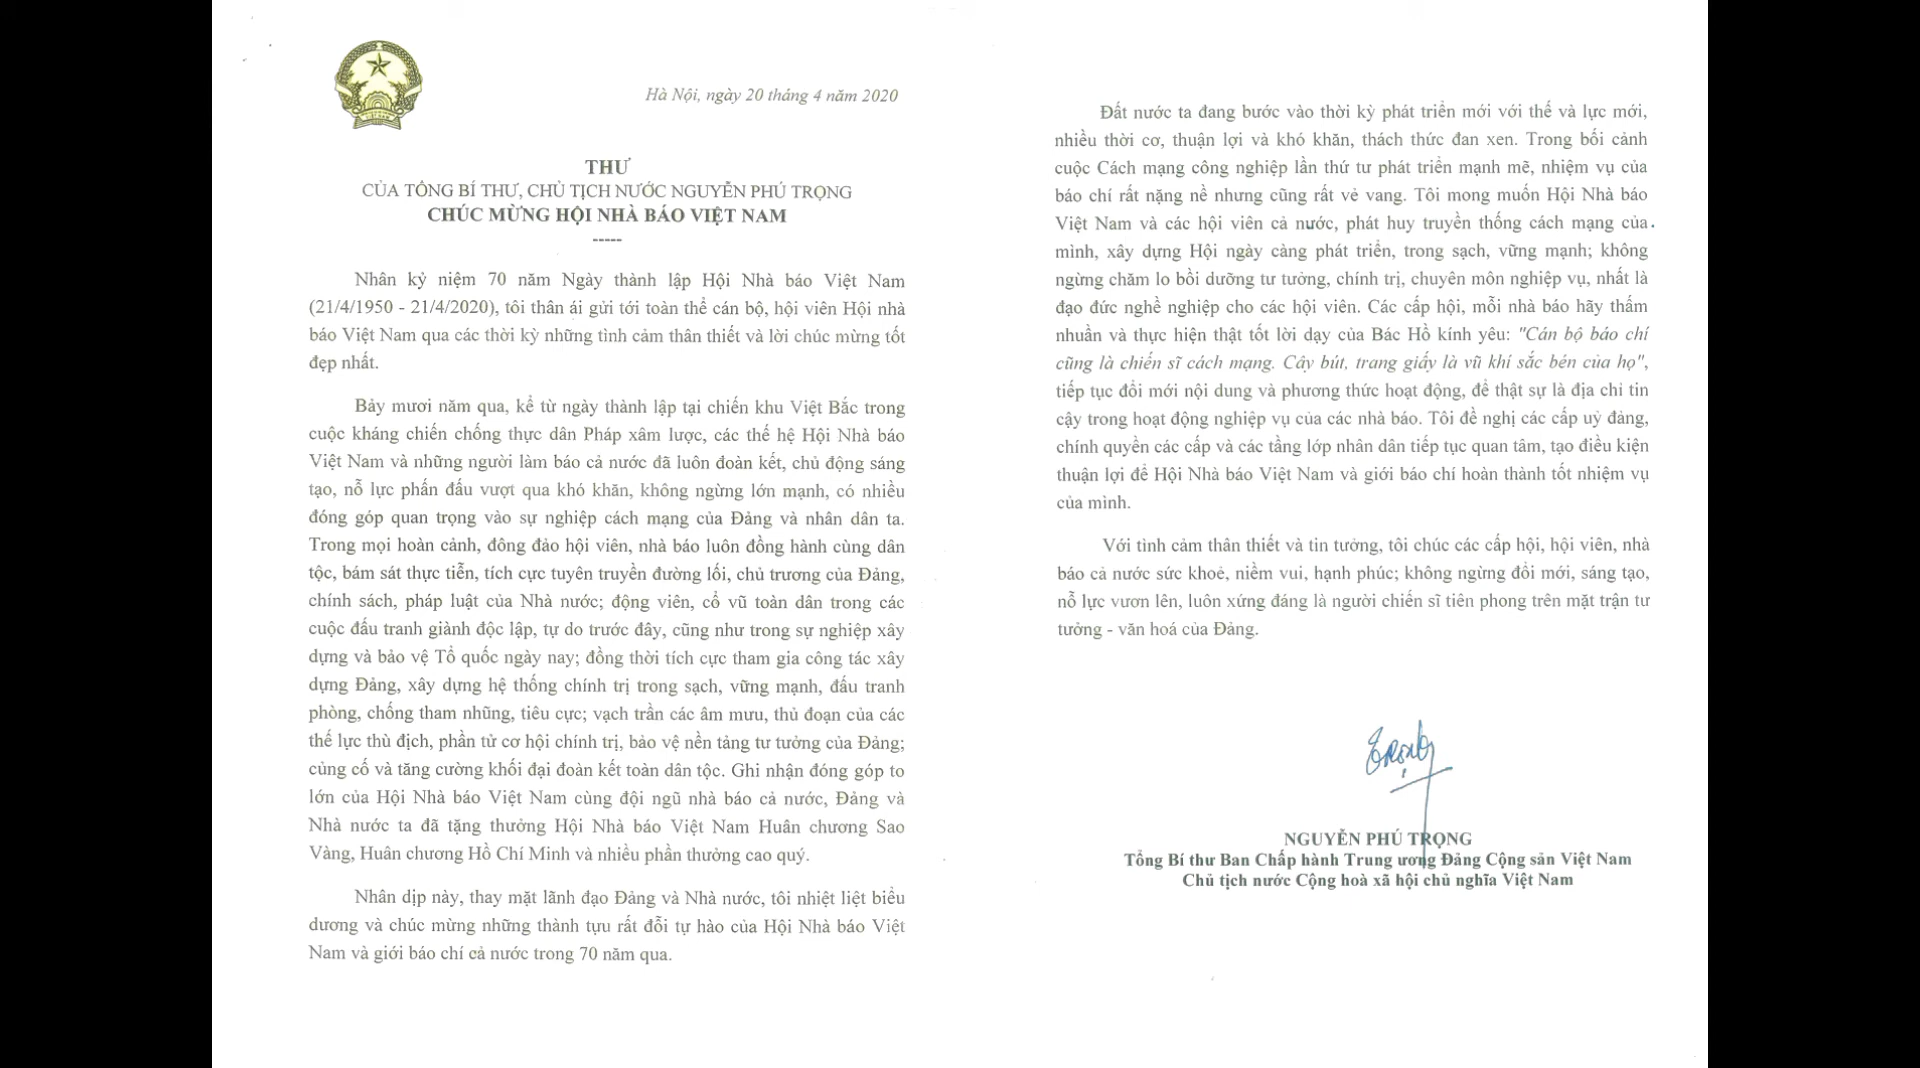 Hà Nội, ngày 20 tháng 4 năm 2020
THƯ
CỦA TỔNG BÍ THƯ, CHỦ TỊCH NƯỚC NGUYỄN PHÚ TRỌNG
CHÚC MỪNG HỘI NHÀ BÁO VIỆT NAM
-----
Nhân kỷ niệm 70 năm Ngày thành lập Hội Nhà báo Việt Nam
(21/4/1950 - 21/4/2020), tôi thân ái gửi tới toàn thể cán bộ, hội viên Hội nhà
báo Việt Nam qua các thời kỳ những tình cảm thân thiết và lời chúc mừng tốt
đẹp nhất.
Bảy mươi năm qua, kể từ ngày thành lập tại chiến khu Việt Bắc trong
cuộc kháng chiến chống thực dân Pháp xâm lược, các thế hệ Hội Nhà báo
Việt Nam và những người làm báo cả nước đã luôn đoàn kết, chủ động sáng
tạo, nỗ lực phấn đấu vượt qua khó khăn, không ngừng lớn mạnh, có nhiều
đóng góp quan trọng vào sự nghiệp cách mạng của Đảng và nhân dân ta.
Trong mọi hoàn cảnh, đông đảo hội viên, nhà báo luôn đồng hành cùng dân
tộc, bám sát thực tiễn, tích cực tuyên truyền đường lối, chủ trương của Đảng,
chính sách, pháp luật của Nhà nước; động viên, cổ vũ toàn dân trong các
cuộc đấu tranh giành độc lập, tự do trước đây, cũng như trong sự nghiệp xây
dựng và bảo vệ Tổ quốc ngày nay; đồng thời tích cực tham gia công tác xây
dựng Đảng, xây dựng hệ thống chính trị trong sạch, vững mạnh, đấu tranh
phòng, chống tham nhũng, tiêu cực; vạch trần các âm mưu, thủ đoạn của các
thế lực thù địch, phần tử cơ hội chính trị, bảo vệ nền tảng tư tưởng của Đảng;
củng cố và tăng cường khối đại đoàn kết toàn dân tộc. Ghi nhận đóng góp to
lớn của Hội Nhà báo Việt Nam cùng đội ngũ nhà báo cả nước, Đảng và
Nhà nước ta đã tặng thưởng Hội Nhà báo Việt Nam Huân chương Sao
Vàng, Huân chương Hồ Chí Minh và nhiều phần thưởng cao quý.
Nhân dịp này, thay mặt lãnh đạo Đảng và Nhà nước, tôi nhiệt liệt biểu
dương và chúc mừng những thành tựu rất đỗi tự hào của Hội Nhà báo Việt
Nam và giới báo chí cả nước trong 70 năm qua.
Đất nước ta đang bước vào thời kỳ phát triển mới với thế và lực mới,
nhiều thời cơ, thuận lợi và khó khăn, thách thức đan xen. Trong bối cảnh
cuộc Cách mạng công nghiệp lần thứ tư phát triển mạnh mẽ, nhiệm vụ của
báo chí rất nặng nề nhưng cũng rất vẻ vang. Tôi mong muốn Hội Nhà báo
Việt Nam và các hội viên cả nước, phát huy truyền thống cách mạng của
mình, xây dựng Hội ngày càng phát triển, trong sạch, vững mạnh; không
ngừng chăm lo bồi dưỡng tư tưởng, chính trị, chuyên môn nghiệp vụ, nhất là
đạo đức nghề nghiệp cho các hội viên. Các cấp hội, mỗi nhà báo hãy thấm
nhuần và thực hiện thật tốt lời dạy của Bác Hồ kính yêu: "Cán bộ báo chí
cũng là chiến sĩ cách mạng. Cây bút, trang giấy là vũ khí sắc bén của họ",
tiếp tục đổi mới nội dung và phương thức hoạt động, để thật sự là địa chỉ tin
cậy trong hoạt động nghiệp vụ của các nhà báo. Tôi đề nghị các cấp uỷ đảng,
chính quyền các cấp và các tầng lớp nhân dân tiếp tục quan tâm, tạo điều kiện
thuận lợi để Hội Nhà báo Việt Nam và giới báo chí hoàn thành tốt nhiệm vụ
của mình.
Với tình cảm thân thiết và tin tưởng, tôi chúc các cấp hội, hội viên, nhà
báo cả nước sức khoẻ, niềm vui, hạnh phúc; không ngừng đổi mới, sáng tạo,
nỗ lực vươn lên, luôn xứng đáng là người chiến sĩ tiên phong trên mặt trận tư
tưởng - văn hoá của Đảng.
Trọng
NGUYỄN PHÚ TRỌNG
Tổng Bí thư Ban Chấp hành Trung ương Đảng Cộng sản Việt Nam
Chủ tịch nước Cộng hoà xã hội chủ nghĩa Việt Nam